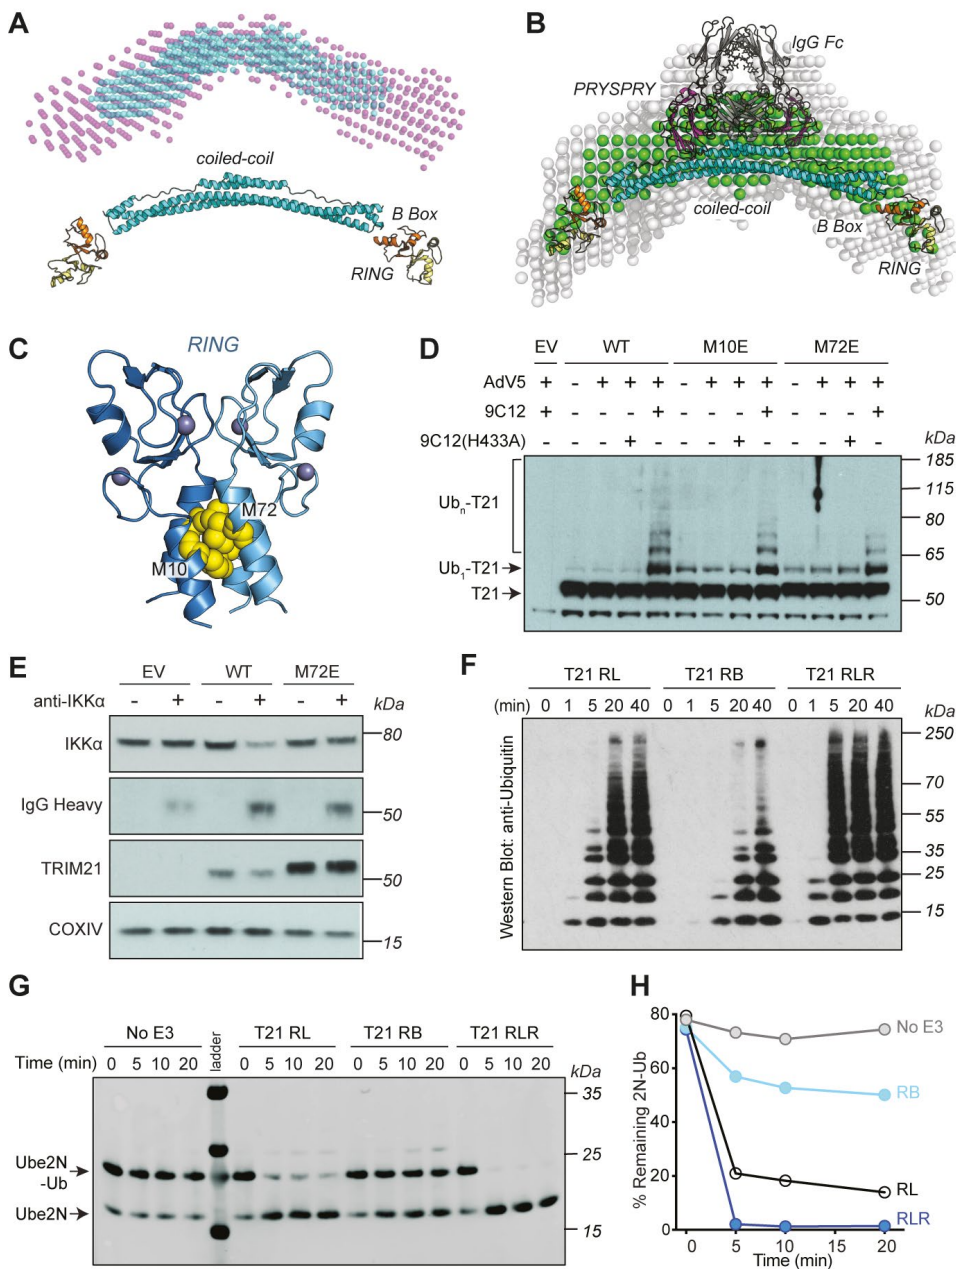 A
coiled-coil
B Box
RING
B
IgG Fc
PRYSPRY
coiled-coil
B Box
RING
C
RING
M72
M10
D
EV WT M10E M72E
AdV5 + - + + + - + + + - + + +
9C12 + - - - + - - - + - - - +
9C12(H433A) - - - + - - - + - - - + -
kDa
185
115
Ubn-T21
80
65
Ub1-T21
T21
50
E
EV WT M72E
anti-IKKα - + - + - + kDa
IKKα 80
IgG Heavy 50
TRIM21 50
COXIV 15
F
T21 RL T21 RB T21 RLR
(min) 0 1 5 20 40 0 1 5 20 40 0 1 5 20 40 kDa
Western Blot: anti-Ubiquitin
250
70
55
35
25
15
G
No E3 ladder T21 RL T21 RB T21 RLR
Time (min) 0 5 10 20 0 5 10 20 0 5 10 20 0 5 10 20 kDa
35
25
Ube2N
-Ub
Ube2N
15
H
% Remaining 2N-Ub
80
60
40
20
0
No E3
RB
RL
RLR
0 5 10 20
Time (min)